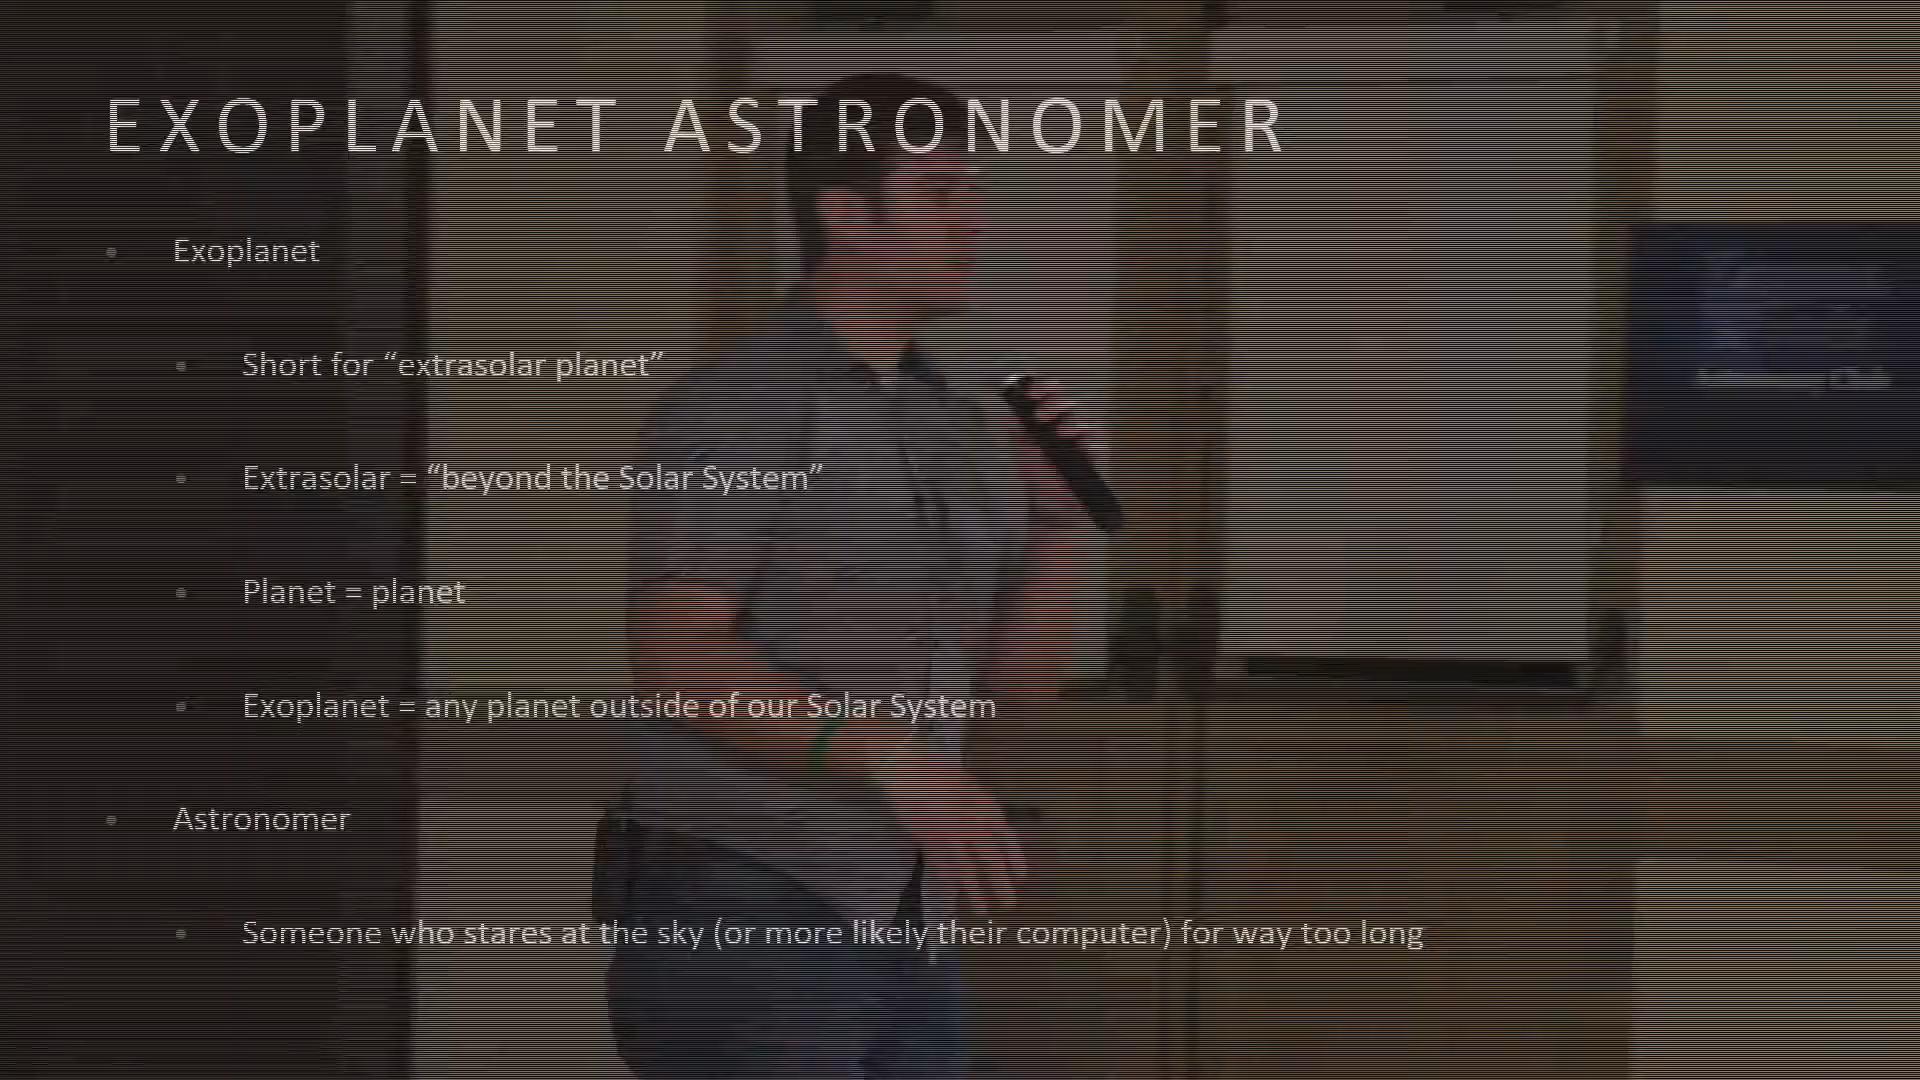 EXOPLANET ASTRONOMER
• Exoplanet
• Short for “extrasolar planet”
• Extrasolar = “beyond the Solar System”
• Planet = planet
• Exoplanet = any planet outside of our Solar System
• Astronomer
• Someone who stares at the sky (or more likely their computer) for way too long